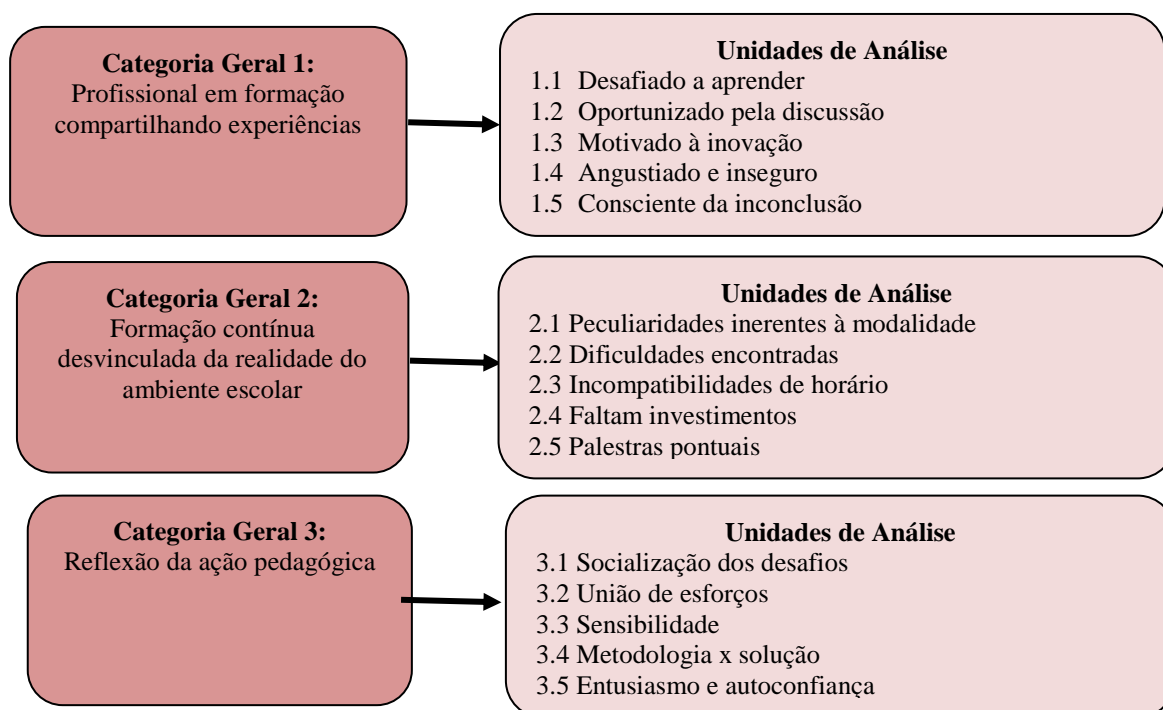 Categoria Geral 1:
Profissional em formação
compartilhando experiências
Unidades de Análise
1.1 Desafiado a aprender
1.2 Oportunizado pela discussão
1.3 Motivado à inovação
1.4 Angustiado e inseguro
1.5 Consciente da inconclusão
Categoria Geral 2:
Formação contínua
desvinculada da realidade do
ambiente escolar
Unidades de Análise
2.1 Peculiaridades inerentes à modalidade
2.2 Dificuldades encontradas
2.3 Incompatibilidades de horário
2.4 Faltam investimentos
2.5 Palestras pontuais
Categoria Geral 3:
Reflexão da ação pedagógica
Unidades de Análise
3.1 Socialização dos desafios
3.2 União de esforços
3.3 Sensibilidade
3.4 Metodologia x solução
3.5 Entusiasmo e autoconfiança